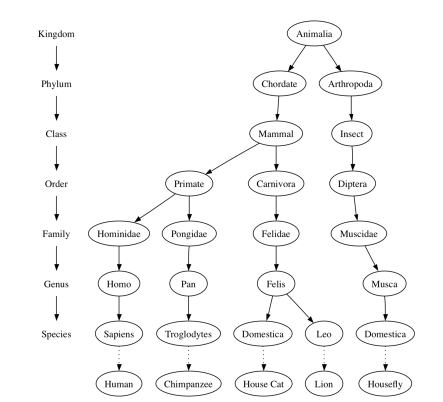 Kingdom Animalia
Phylum Chordate Arthropoda
Class Mammal Insect
Order Primate Carnivora Diptera
Family Hominidae Pongidae Felidae Muscidae
Genus Homo Pan Felis Musca
Species Sapiens Troglodytes Domestica Leo Domestica
Human Chimpanzee House Cat Lion Housefly